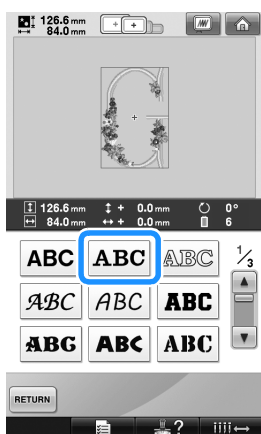 126.6 mm
84.0 mm
126.6 mm + 0.0 mm 0°
84.0 mm + 0.0 mm 6
ABC ABC ABC 1/3
ABC ABC ABC
ABC ABC ABC
RETURN
?